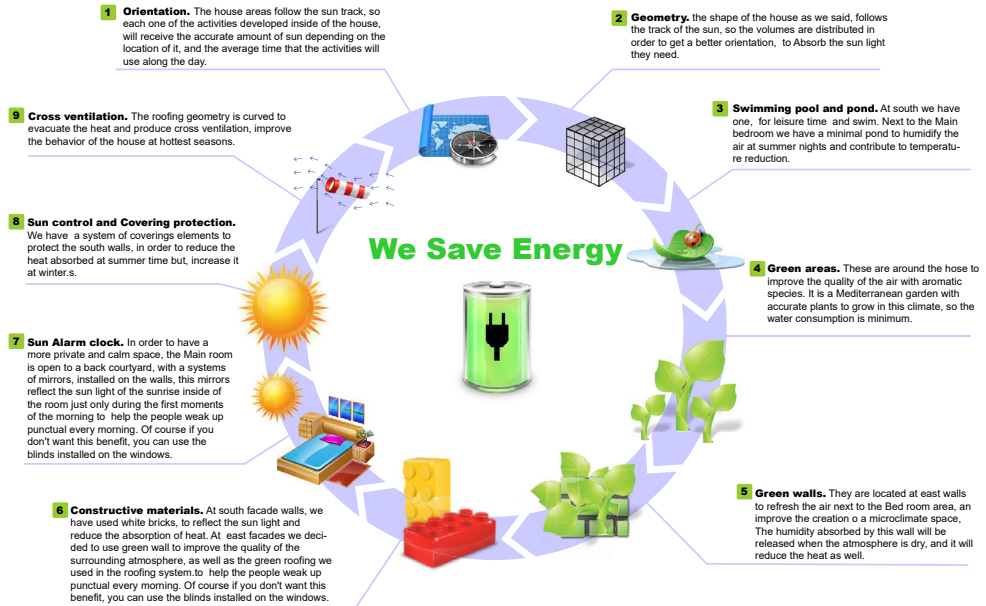 1 Orientation. The house areas follow the sun track, so
each one of the activities developed inside of the house,
will receive the accurate amount of sun depending on the
location of it, and the average time that the activities will
use along the day.
2 Geometry. the shape of the house as we said, follows
the track of the sun, so the volumes are distributed in
order to get a better orientation, to Absorb the sun light
they need.
3 Swimming pool and pond. At south we have
one, for leisure time and swim. Next to the Main
bedroom we have a minimal pond to humidify the
air at summer nights and contribute to temperatu-
re reduction.
4 Green areas. These are around the hose to
improve the quality of the air with aromatic
species. It is a Mediterranean garden with
accurate plants to grow in this climate, so the
water consumption is minimum.
5 Green walls. They are located at east walls
to refresh the air next to the Bed room area, an
improve the creation o a microclimate space,
The humidity absorbed by this wall will be
released when the atmosphere is dry, and it will
reduce the heat as well.
6 Constructive materials. At south facade walls, we
have used white bricks, to reflect the sun light and
reduce the absorption of heat. At east facades we deci-
ded to use green wall to improve the quality of the
surrounding atmosphere, as well as the green roofing we
used in the roofing system.to help the people weak up
punctual every morning. Of course if you don't want this
benefit, you can use the blinds installed on the windows.
7 Sun Alarm clock. In order to have a
more private and calm space, the Main room
is open to a back courtyard, with a systems
of mirrors, installed on the walls, this mirrors
reflect the sun light of the sunrise inside of
the room just only during the first moments
of the morning to help the people weak up
punctual every morning. Of course if you
don't want this benefit, you can use the
blinds installed on the windows.
8 Sun control and Covering protection.
We have a system of coverings elements to
protect the south walls, in order to reduce the
heat absorbed at summer time but, increase it
at winter.s.
9 Cross ventilation. The roofing geometry is curved to
evacuate the heat and produce cross ventilation, improve
the behavior of the house at hottest seasons.
We Save Energy